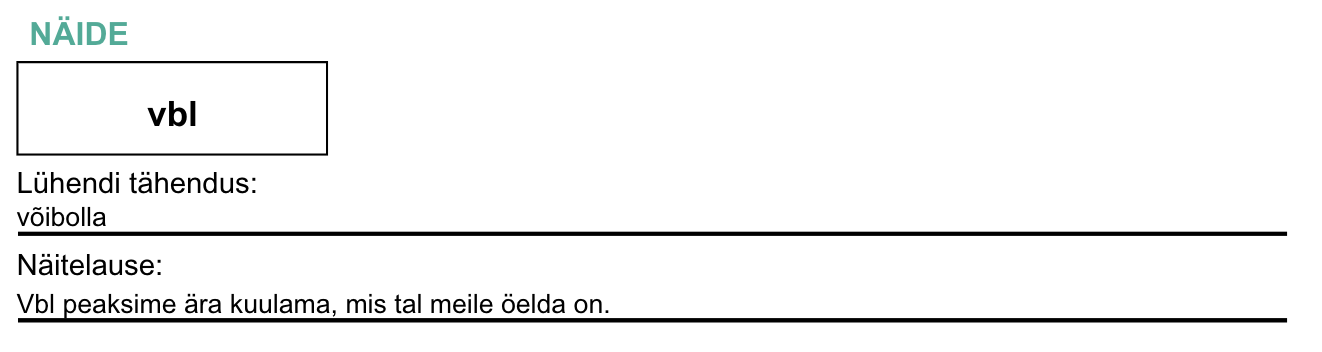 NÄIDE
vbl
Lühendi tähendus:
võibolla
Näitelause:
Vbl peaksime ära kuulama, mis tal meile öelda on.